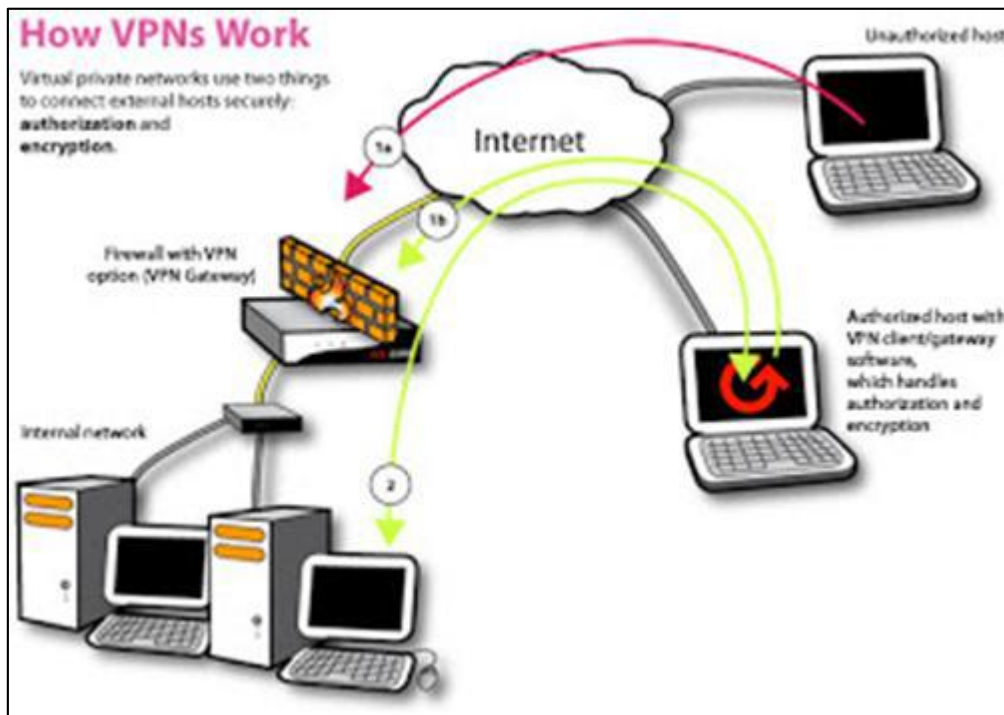 How VPNs Work
Virtual private networks use two things
to connect external hosts securely:
authorization and
encryption.
Unauthorized host
Internet
1a
1b
Firewall with VPN
option (VPN Gateway)
Authorized host with
VPN client/gateway
software,
which handles
authorization and
encryption
Internal network
2